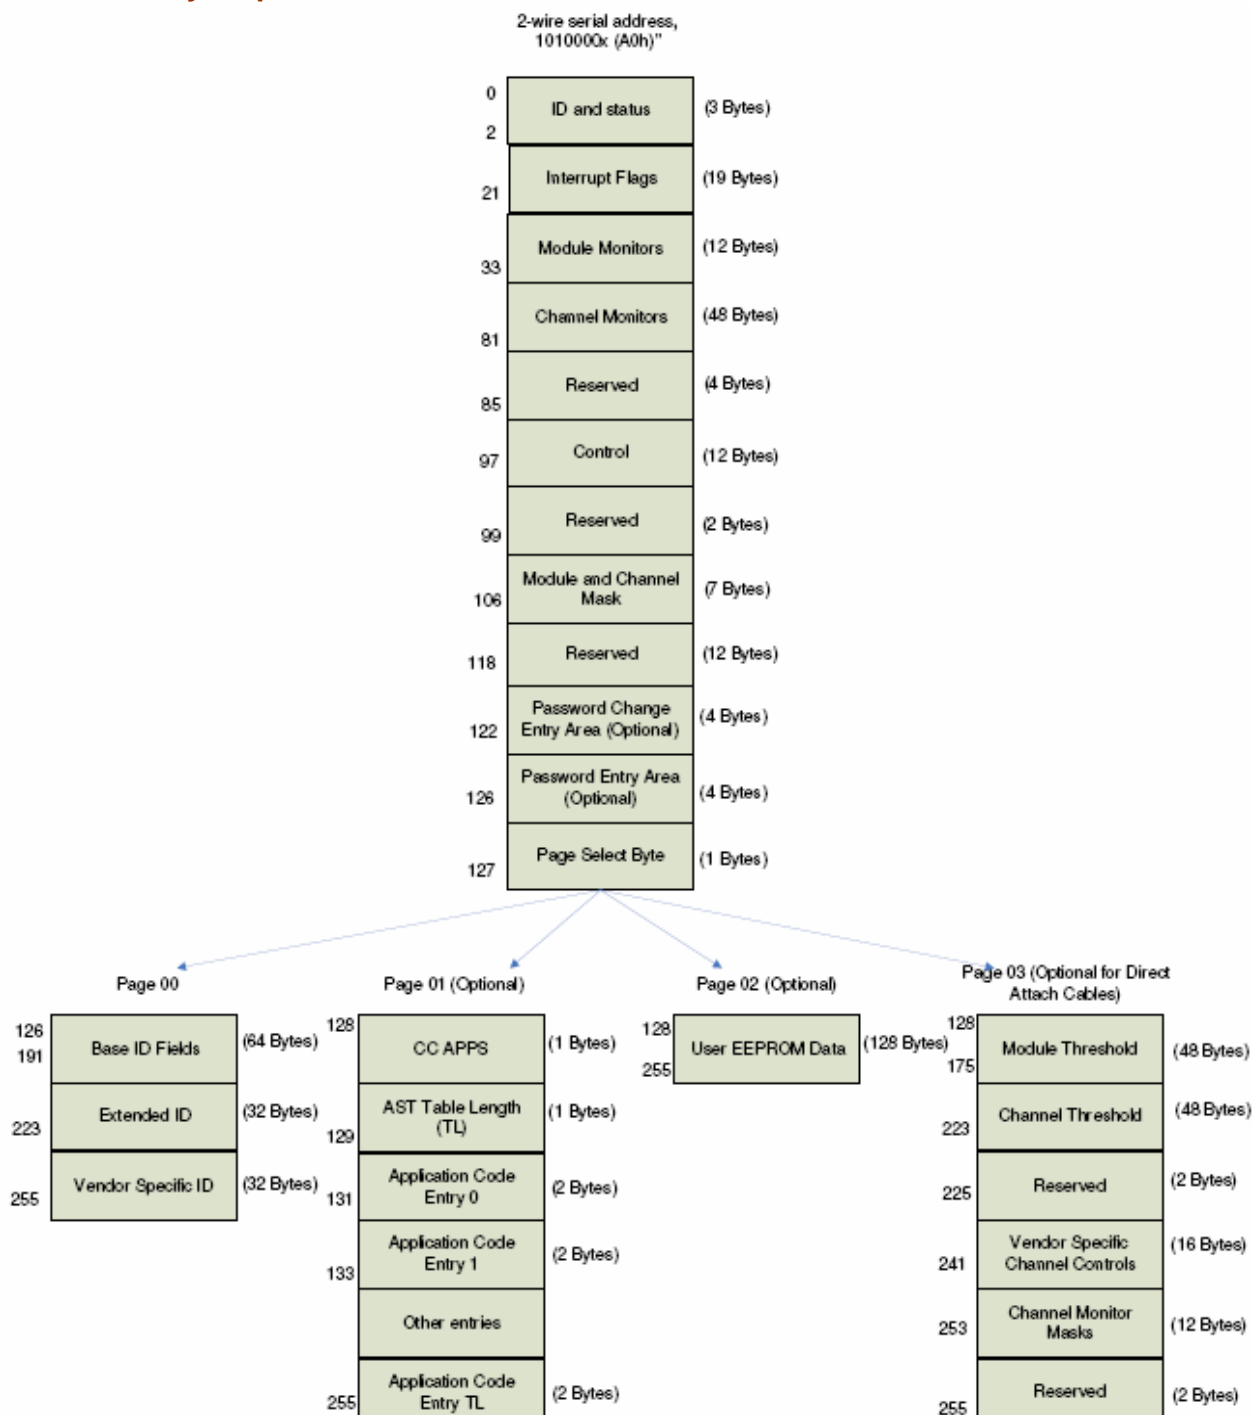 2-wire serial address,
1010000x (A0h)"
0
ID and status
(3 Bytes)
2
Interrupt Flags
(19 Bytes)
21
Module Monitors
(12 Bytes)
33
Channel Monitors
(48 Bytes)
81
Reserved
(4 Bytes)
85
Control
(12 Bytes)
97
Reserved
(2 Bytes)
99
Module and Channel
Mask
(7 Bytes)
106
Reserved
(12 Bytes)
118
Password Change
Entry Area (Optional)
(4 Bytes)
122
Password Entry Area
(Optional)
(4 Bytes)
126
Page Select Byte
(1 Bytes)
127
Page 00
126
191
Base ID Fields
(64 Bytes)
Extended ID
(32 Bytes)
223
Vendor Specific ID
(32 Bytes)
255
Page 01 (Optional)
128
CC APPS
(1 Bytes)
AST Table Length
(TL)
(1 Bytes)
129
Application Code
Entry 0
(2 Bytes)
131
Application Code
Entry 1
(2 Bytes)
133
Other entries
Application Code
Entry TL
(2 Bytes)
255
Page 02 (Optional)
128
User EEPROM Data
(128 Bytes)
255
Page 03 (Optional for Direct
Attach Cables)
128
Module Threshold
(48 Bytes)
175
Channel Threshold
(48 Bytes)
223
Reserved
(2 Bytes)
225
Vendor Specific
Channel Controls
(16 Bytes)
241
Channel Monitor
Masks
(12 Bytes)
253
Reserved
(2 Bytes)
255